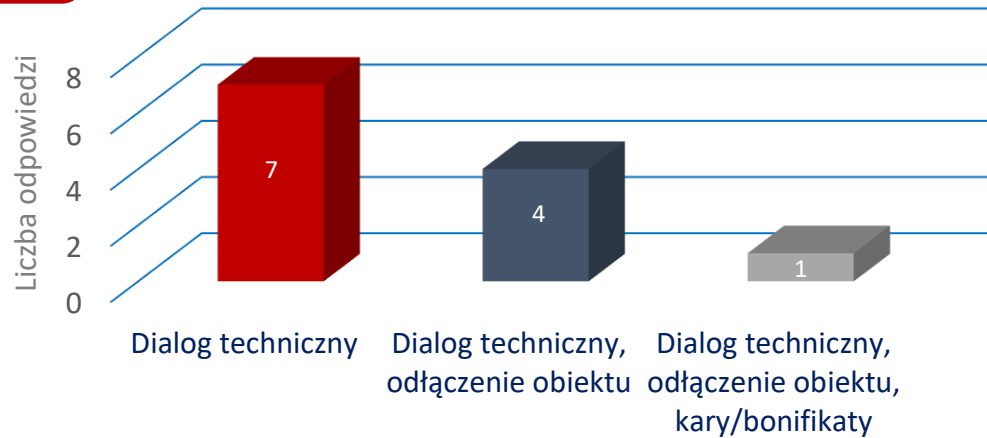 Liczba odpowiedzi
8
6
4
2
0
7
4
1
Dialog techniczny
Dialog techniczny,
odłączenie obiektu
Dialog techniczny,
odłączenie obiektu,
kary/bonifikaty